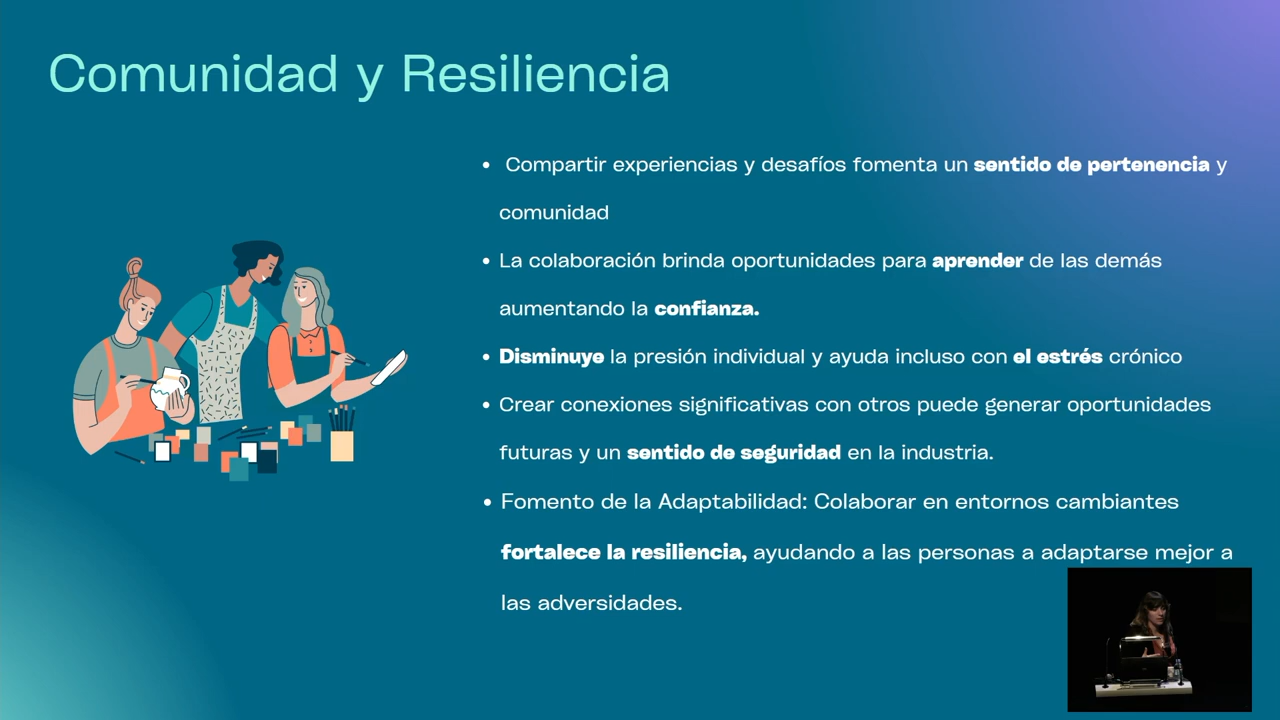 Comunidad y Resiliencia
• Compartir experiencias y desafíos fomenta un sentido de pertenencia y
comunidad
• La colaboración brinda oportunidades para aprender de las demás
aumentando la confianza.
• Disminuye la presión individual y ayuda incluso con el estrés crónico
• Crear conexiones significativas con otros puede generar oportunidades
futuras y un sentido de seguridad en la industria.
• Fomento de la Adaptabilidad: Colaborar en entornos cambiantes
fortalece la resiliencia, ayudando a las personas a adaptarse mejor a
las adversidades.